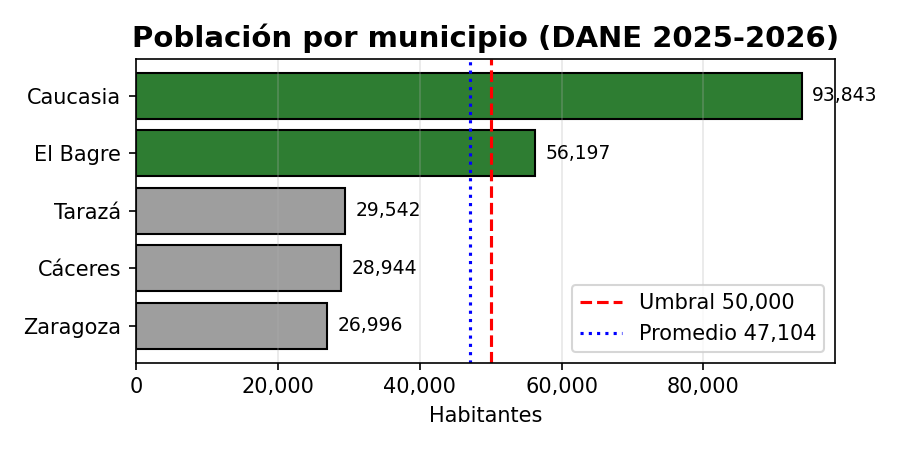 Población por municipio (DANE 2025-2026)
Caucasia 93,843
El Bagre 56,197
Tarazá 29,542
Cáceres 28,944
Zaragoza 26,996
Umbral 50,000
Promedio 47,104
0 20,000 40,000 60,000 80,000
Habitantes